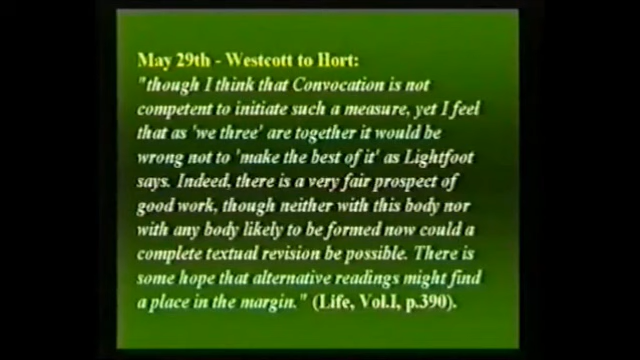 May 29th - Westcott to Hort:
"though I think that Convocation is not
competent to initiate such a measure, yet I feel
that as 'we three' are together it would be
wrong not to 'make the best of it' as Lightfoot
says. Indeed, there is a very fair prospect of
good work, though neither with this body nor
with any body likely to be formed now could a
complete textual revision be possible. There is
some hope that alternative readings might find
a place in the margin." (Life, Vol.I, p.390).